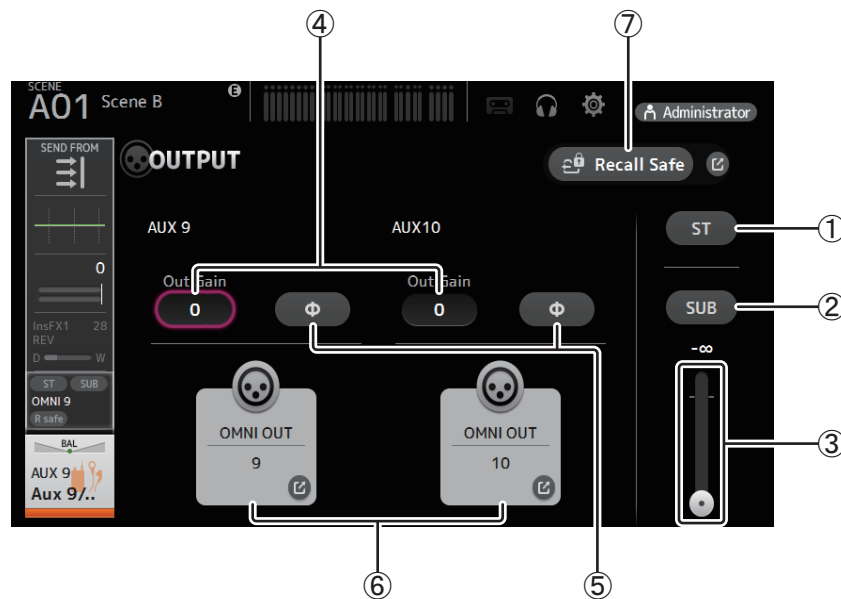 ④
⑦
SCENE
A01 Scene B
E
Administrator
SEND FROM
OUTPUT
Recall Safe
AUX 9
AUX10
ST
①
0
Out Gain
Out Gain
0
Φ
0
Φ
SUB
②
InsFX1 28
REV
D W
-∞
ST SUB
OMNI 9
R safe
OMNI OUT
9
OMNI OUT
10
③
BAL
AUX 9
Aux 9/..
⑥
⑤